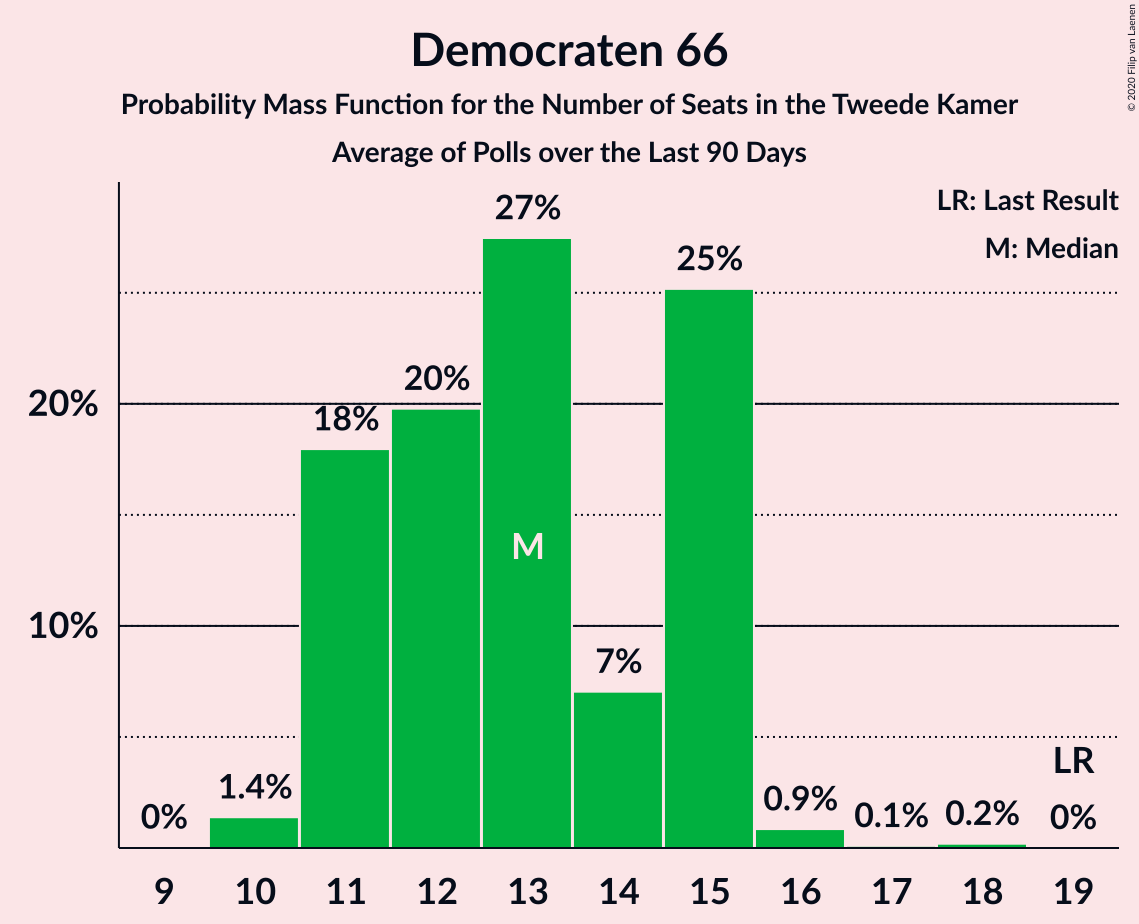 Democraten 66
Probability Mass Function for the Number of Seats in the Tweede Kamer
Average of Polls over the Last 90 Days
© 2020 Filip van Laenen
LR: Last Result
M: Median
27%
25%
20%
20%
18%
M
10%
7%
LR
1.4%
0.9%
0%
0.1%
0.2%
0%
9 10 11 12 13 14 15 16 17 18 19